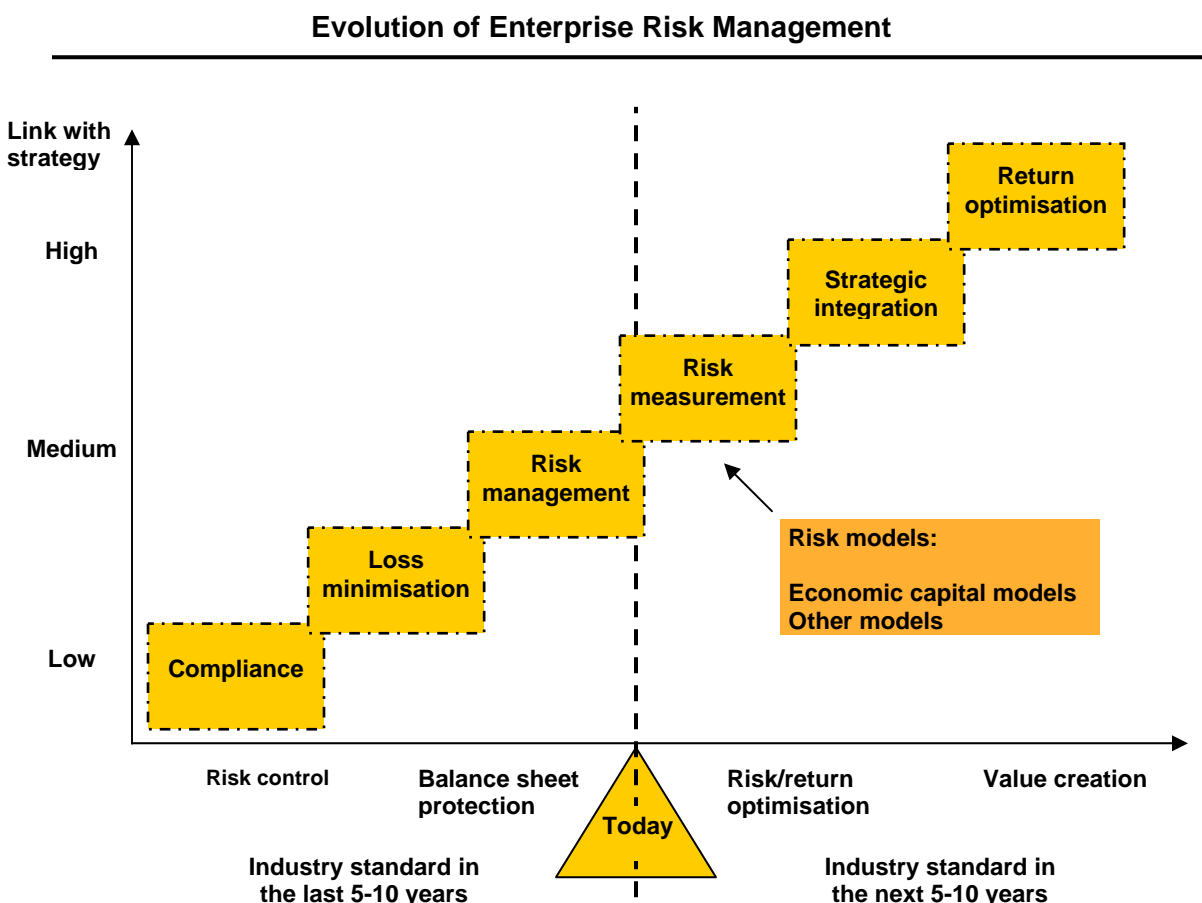 Evolution of Enterprise Risk Management
Link with
strategy
High
Medium
Low
Return
optimisation
Strategic
integration
Risk
measurement
Risk
management
Loss
minimisation
Compliance
Risk models:
Economic capital models
Other models
Risk control
Balance sheet
protection
Risk/return
optimisation
Value creation
Today
Industry standard in
the last 5-10 years
Industry standard in
the next 5-10 years